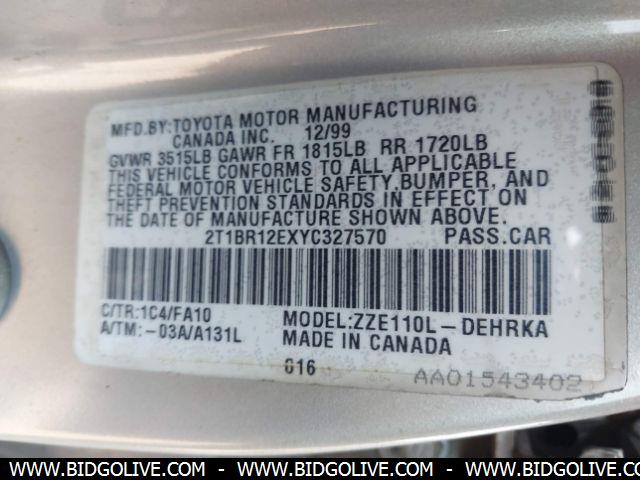 MFD.BY:TOYOTA MOTOR MANUFACTURING
CANADA INC. 12/99
GVWR 3515LB GAWR FR 1815LB RR 1720LB
THIS VEHICLE CONFORMS TO ALL APPLICABLE
FEDERAL MOTOR VEHICLE SAFETY,BUMPER, AND
THEFT PREVENTION STANDARDS IN EFFECT ON
THE DATE OF MANUFACTURE SHOWN ABOVE.
2T1BR12EXYC327570 PASS.CAR
C/TR:1C4/FA10 MODEL:ZZE110L-DEHRKA
A/TM:-03A/A131L MADE IN CANADA
016 AA01543402
WWW.BIDGOLIVE.COM - WWW.BIDGOLIVE.COM - WWW.BIDGOLIVE.COM